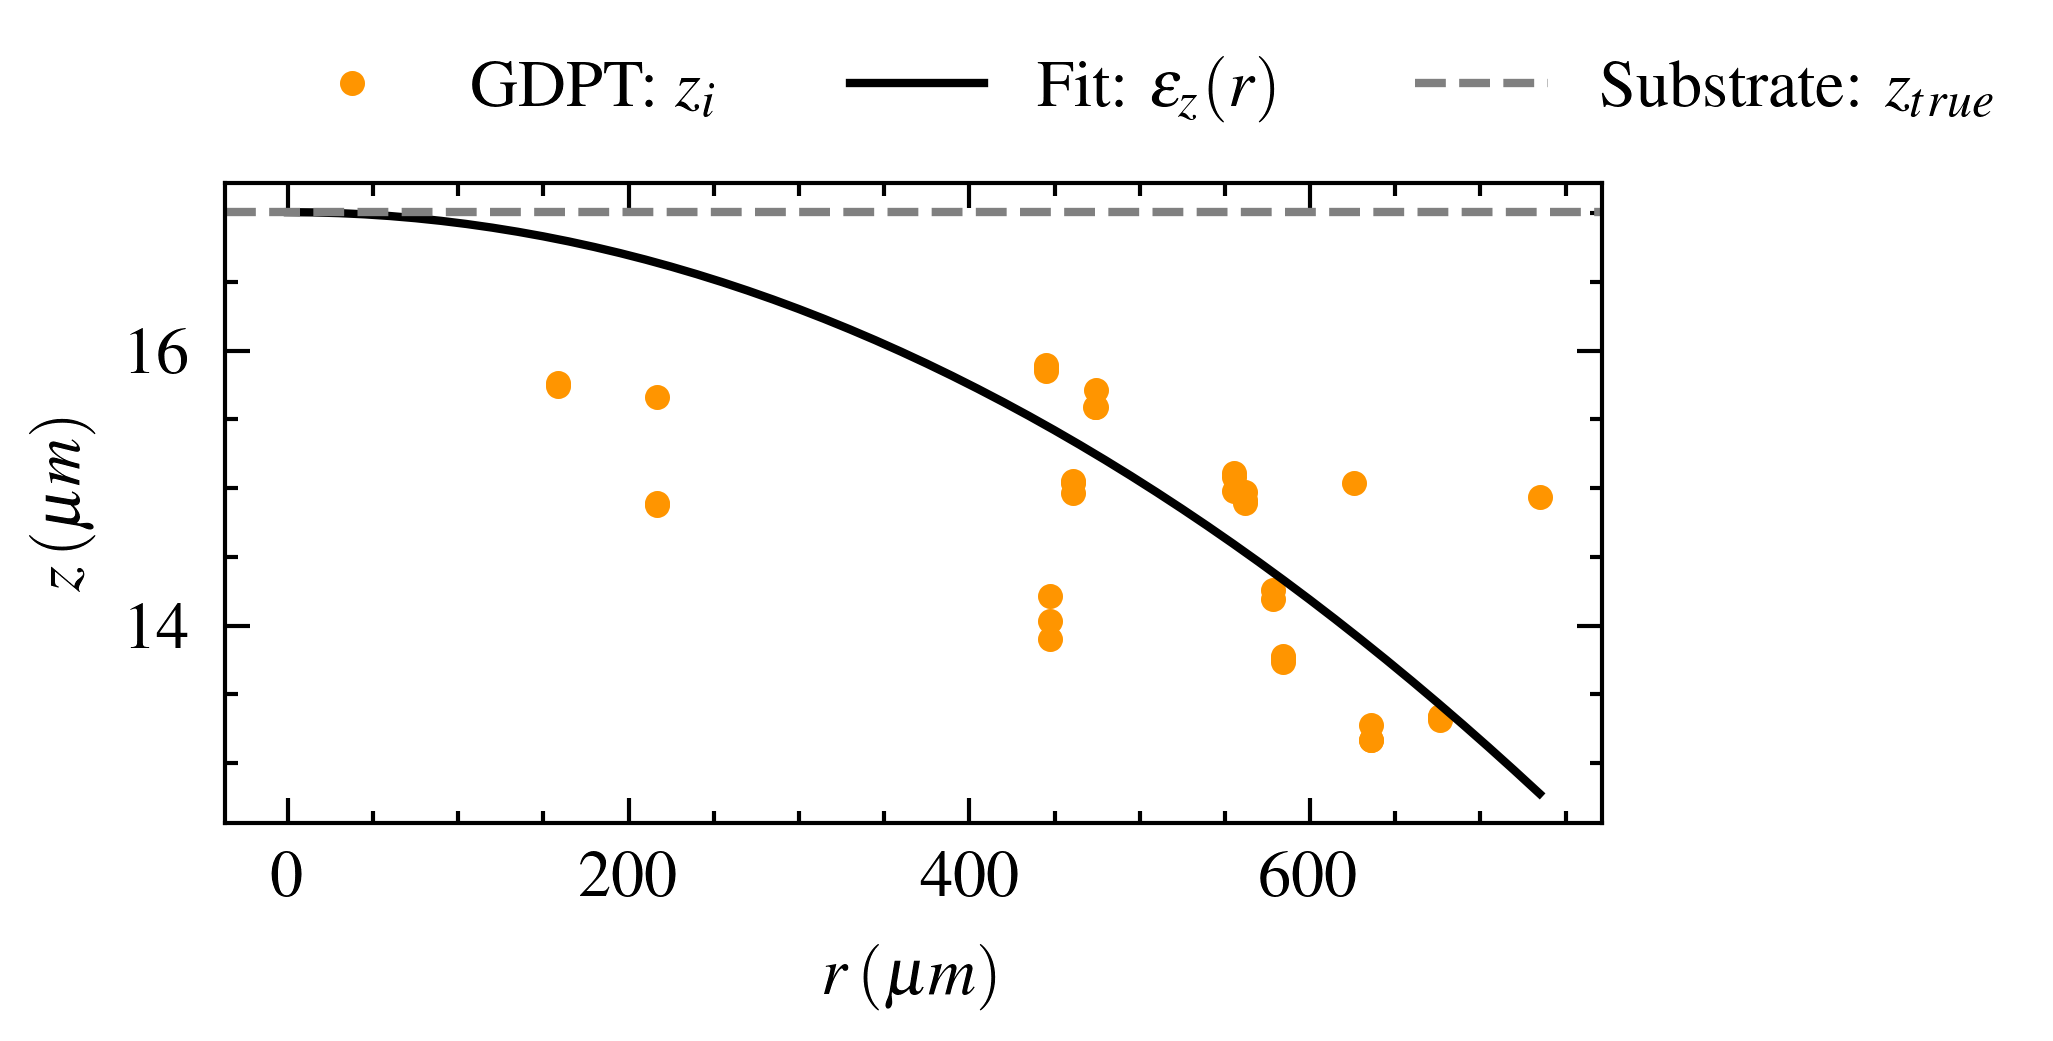 GDPT: z_i Fit: ε_z(r) Substrate: z_true
16
14
z (μm)
0 200 400 600
r (μm)